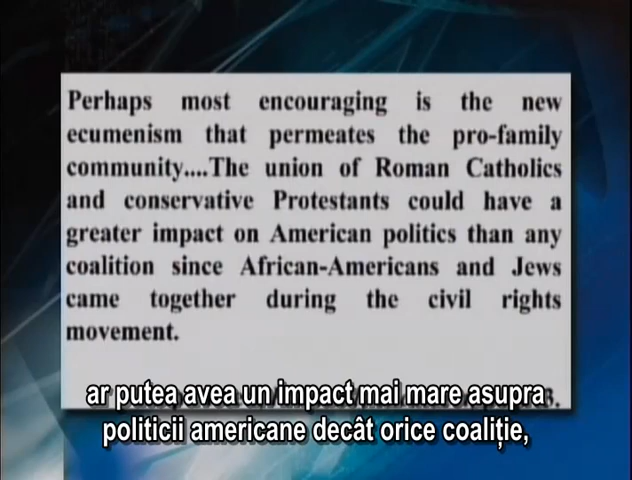 Perhaps most encouraging is the new
ecumenism that permeates the pro-family
community....The union of Roman Catholics
and conservative Protestants could have a
greater impact on American politics than any
coalition since African-Americans and Jews
came together during the civil rights
movement.
ar putea avea un impact mai mare asupra
politicii americane decât orice coaliție,